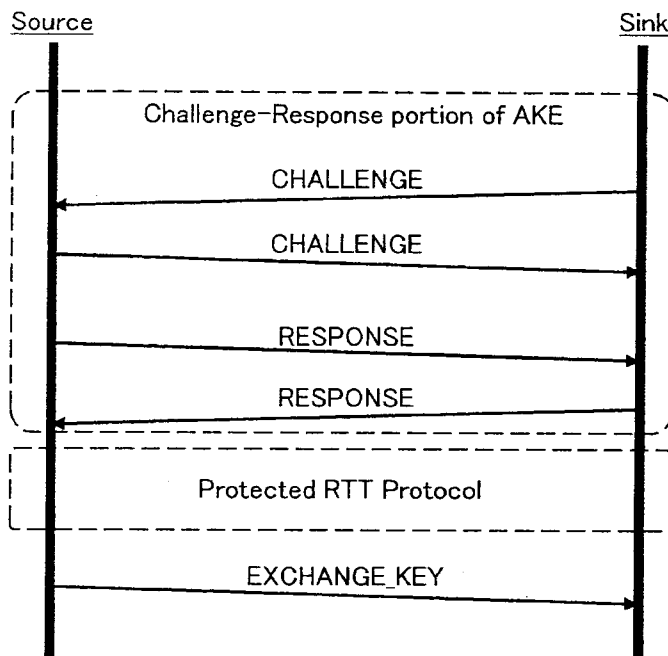 Source
Sink
Challenge-Response portion of AKE
CHALLENGE
CHALLENGE
RESPONSE
RESPONSE
Protected RTT Protocol
EXCHANGE_KEY